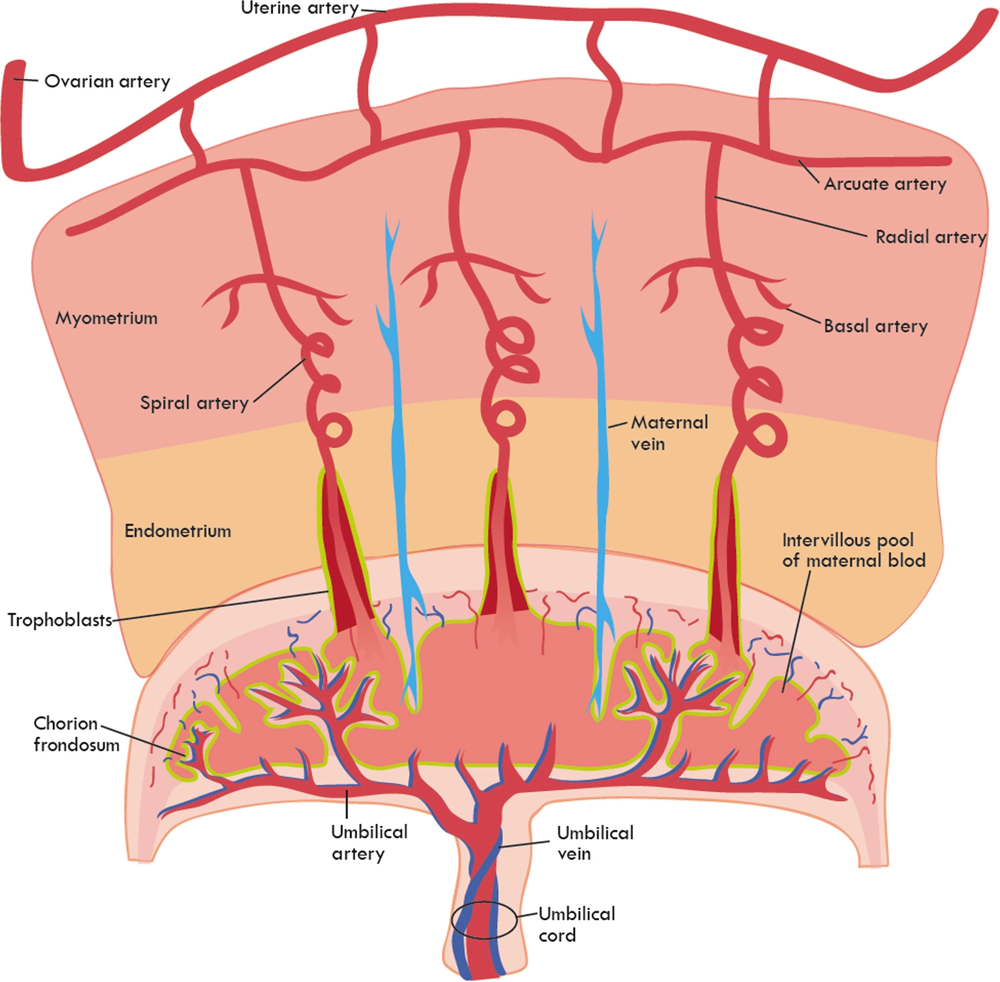 Uterine artery
Ovarian artery
Arcuate artery
Radial artery
Myometrium
Basal artery
Spiral artery
Maternal
vein
Endometrium
Intervillous pool
of maternal blod
Trophoblasts
Chorion
frondosum
Umbilical
artery
Umbilical
vein
Umbilical
cord